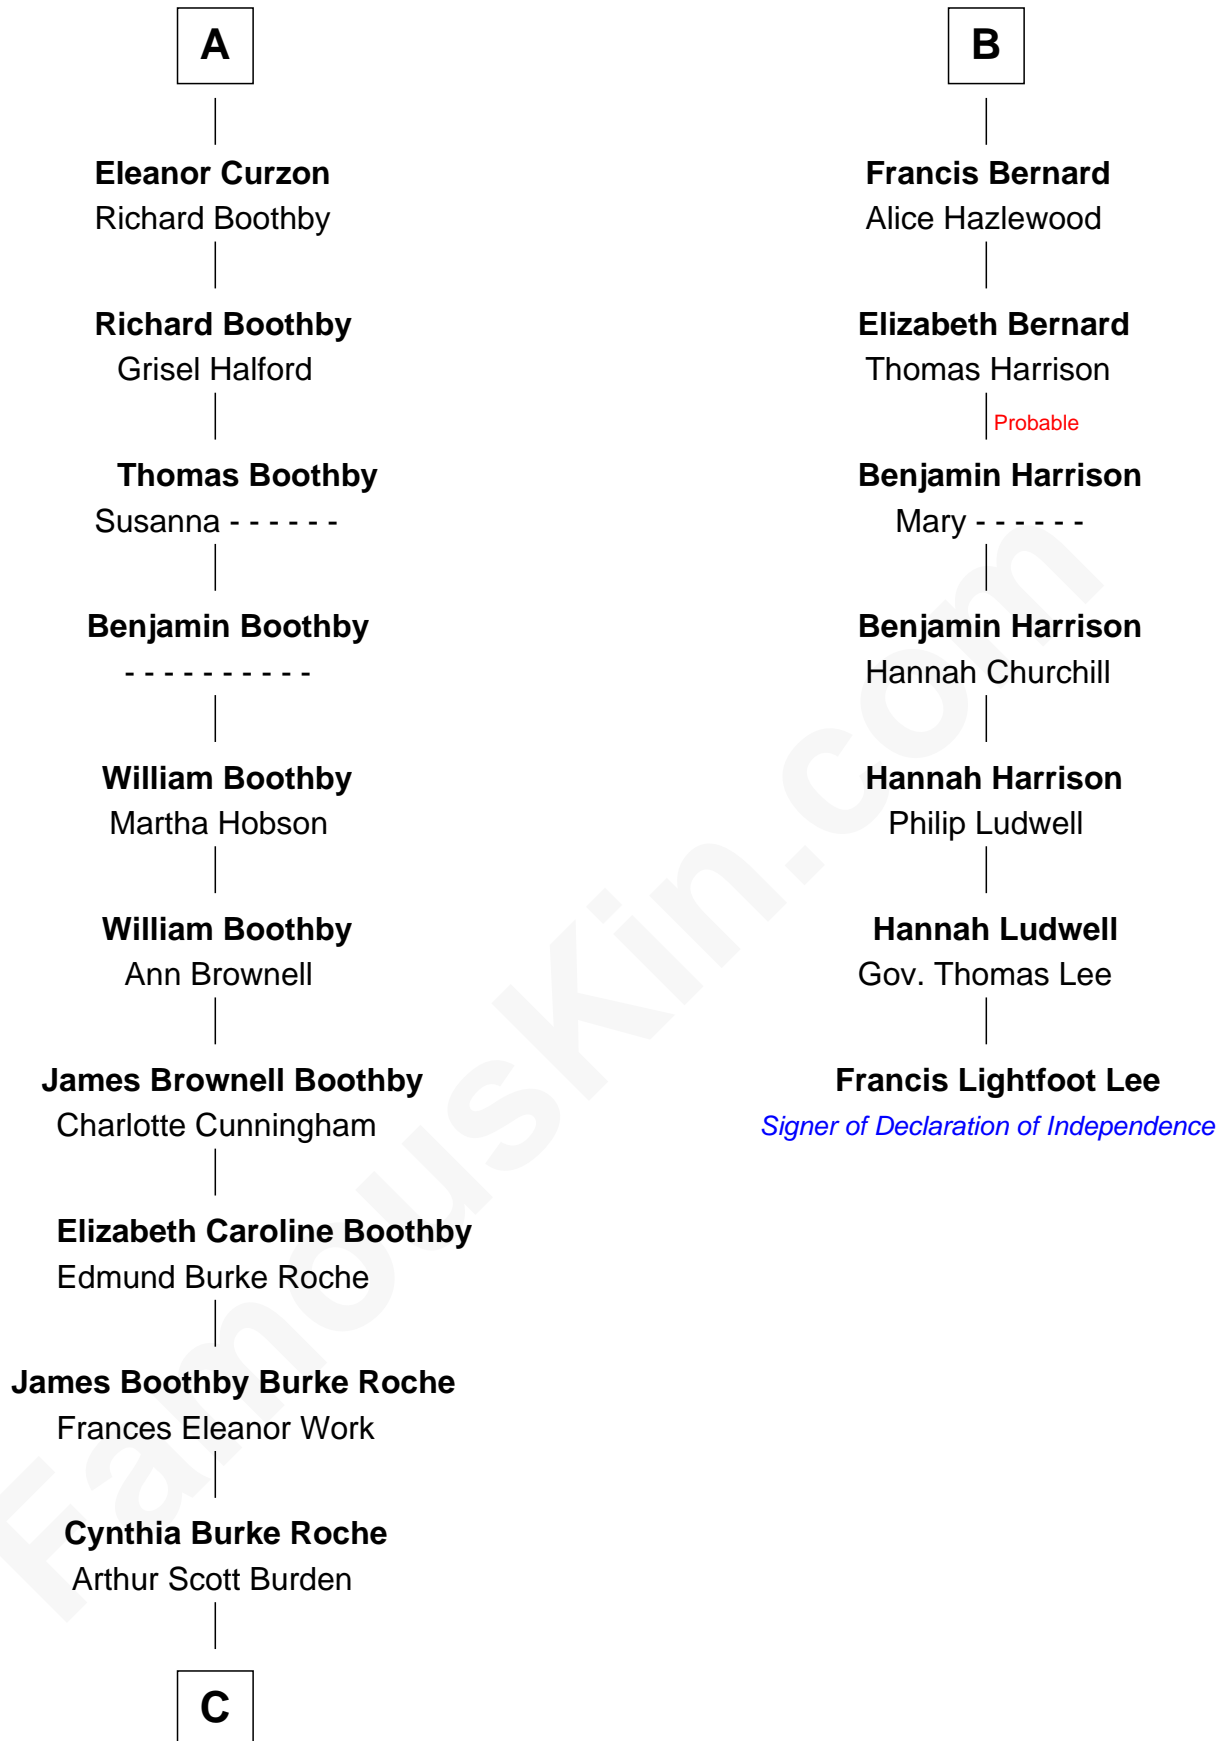 A
Eleanor Curzon
Richard Boothby
Richard Boothby
Grisel Halford
Thomas Boothby
Susanna - - - - - -
Benjamin Boothby
- - - - - - - - - -
William Boothby
Martha Hobson
William Boothby
Ann Brownell
James Brownell Boothby
Charlotte Cunningham
Elizabeth Caroline Boothby
Edmund Burke Roche
James Boothby Burke Roche
Frances Eleanor Work
Cynthia Burke Roche
Arthur Scott Burden
C
B
Francis Bernard
Alice Hazlewood
Elizabeth Bernard
Thomas Harrison
Probable
Benjamin Harrison
Mary - - - - - -
Benjamin Harrison
Hannah Churchill
Hannah Harrison
Philip Ludwell
Hannah Ludwell
Gov. Thomas Lee
Francis Lightfoot Lee
Signer of Declaration of Independence
FamousKin.com